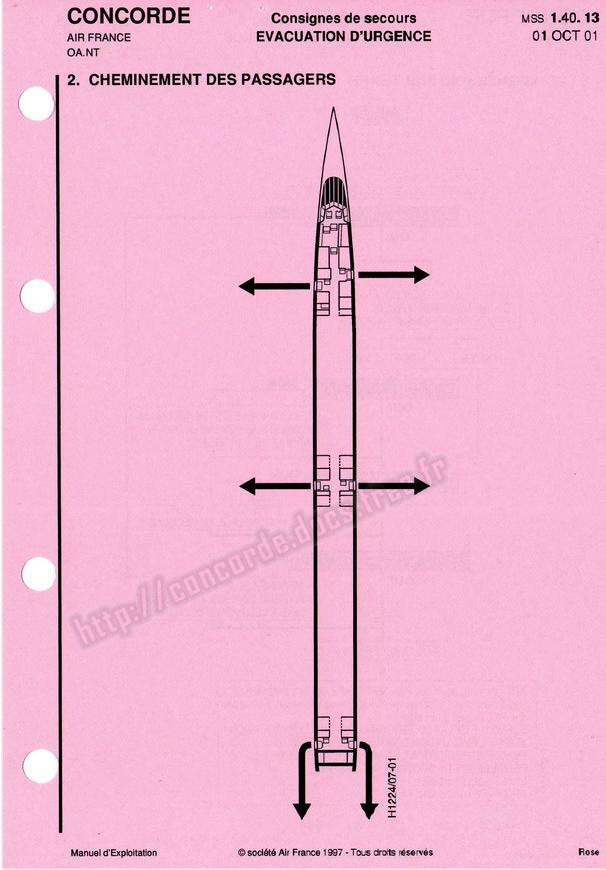 CONCORDE
AIR FRANCE
OA.NT
Consignes de secours
EVACUATION D'URGENCE
MSS 1.40. 13
01 OCT 01
2. CHEMINEMENT DES PASSAGERS
http://concorde.docs.free.fr
H1224/07-01
Manuel d'Exploitation
© société Air France 1997 - Tous droits réservés
Rose